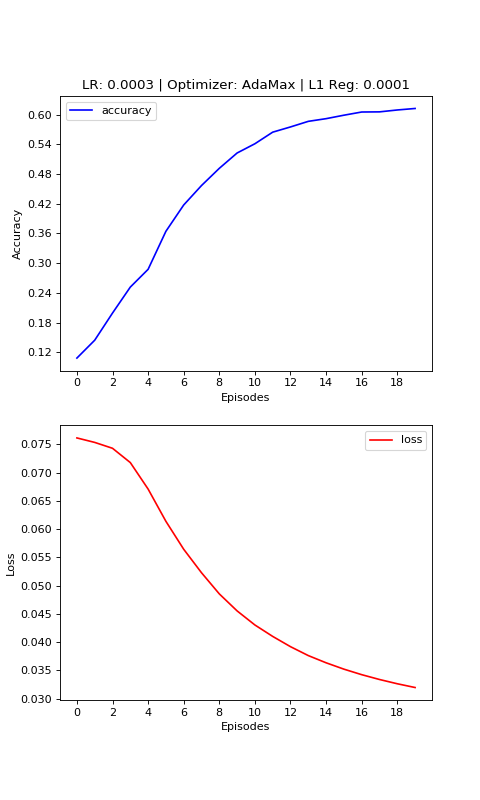 LR: 0.0003 | Optimizer: AdaMax | L1 Reg: 0.0001
accuracy
0.60
0.54
0.48
0.42
0.36
0.30
0.24
0.18
0.12
Accuracy
0 2 4 6 8 10 12 14 16 18
Episodes
loss
0.075
0.070
0.065
0.060
0.055
0.050
0.045
0.040
0.035
0.030
Loss
0 2 4 6 8 10 12 14 16 18
Episodes